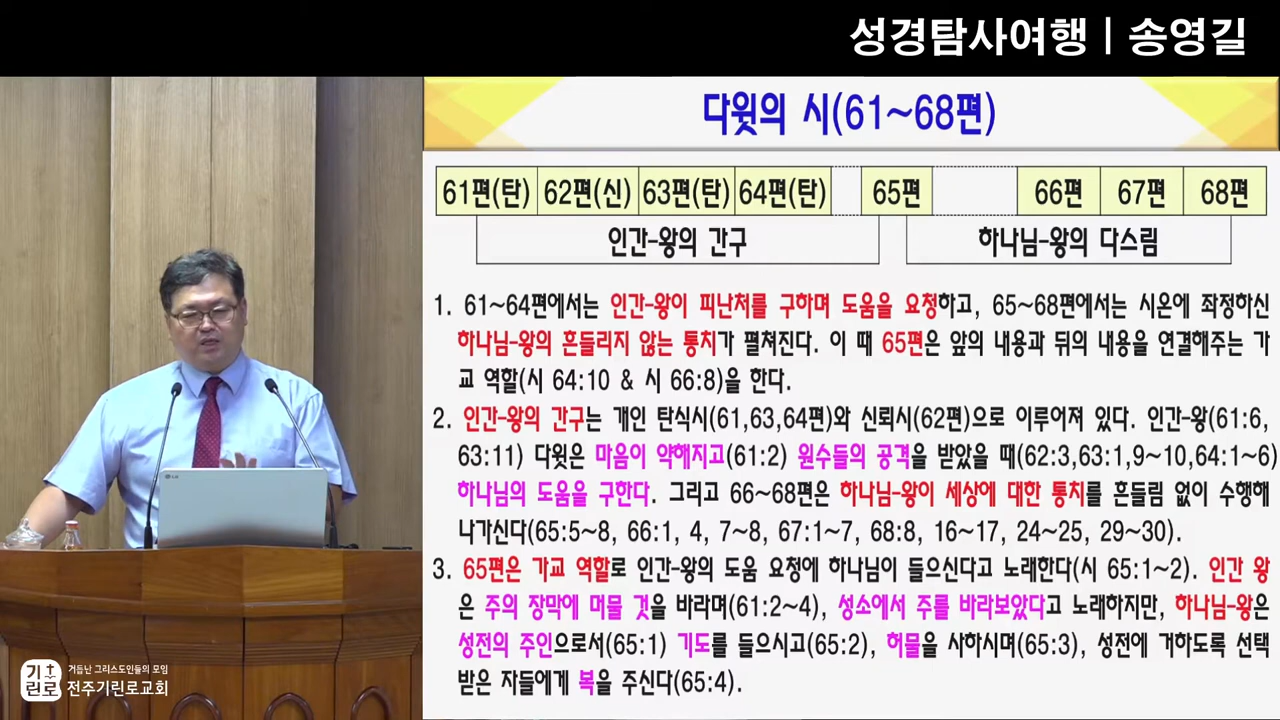 성경탐사여행 | 송영길
다윗의 시(61~68편)
61편(탄) 62편(신) 63편(탄) 64편(탄) 65편 66편 67편 68편
인간-왕의 간구 하나님-왕의 다스림
1. 61~64편에서는 인간-왕이 피난처를 구하며 도움을 요청하고, 65~68편에서는 시온에 좌정하신
하나님-왕의 흔들리지 않는 통치가 펼쳐진다. 이 때 65편은 앞의 내용과 뒤의 내용을 연결해주는 가
교 역할(시 64:10 & 시 66:8)을 한다.
2. 인간-왕의 간구는 개인 탄식시(61,63,64편)와 신뢰시(62편)으로 이루어져 있다. 인간-왕(61:6,
63:11) 다윗은 마음이 약해지고(61:2) 원수들의 공격을 받았을 때(62:3,63:1,9~10,64:1~6)
하나님의 도움을 구한다. 그리고 66~68편은 하나님-왕이 세상에 대한 통치를 흔들림 없이 수행해
나가신다(65:5~8, 66:1, 4, 7~8, 67:1~7, 68:8, 16~17, 24~25, 29~30).
3. 65편은 가교 역할로 인간-왕의 도움 요청에 하나님이 들으신다고 노래한다(시 65:1~2). 인간 왕
은 주의 장막에 머물 것을 바라며(61:2~4), 성소에서 주를 바라보았다고 노래하지만, 하나님-왕은
성전의 주인으로서(65:1) 기도를 들으시고(65:2), 허물을 사하시며(65:3), 성전에 거하도록 선택
받은 자들에게 복을 주신다(65:4).
기린로
거듭난 그리스도인들의 모임
전주기린로교회
LG